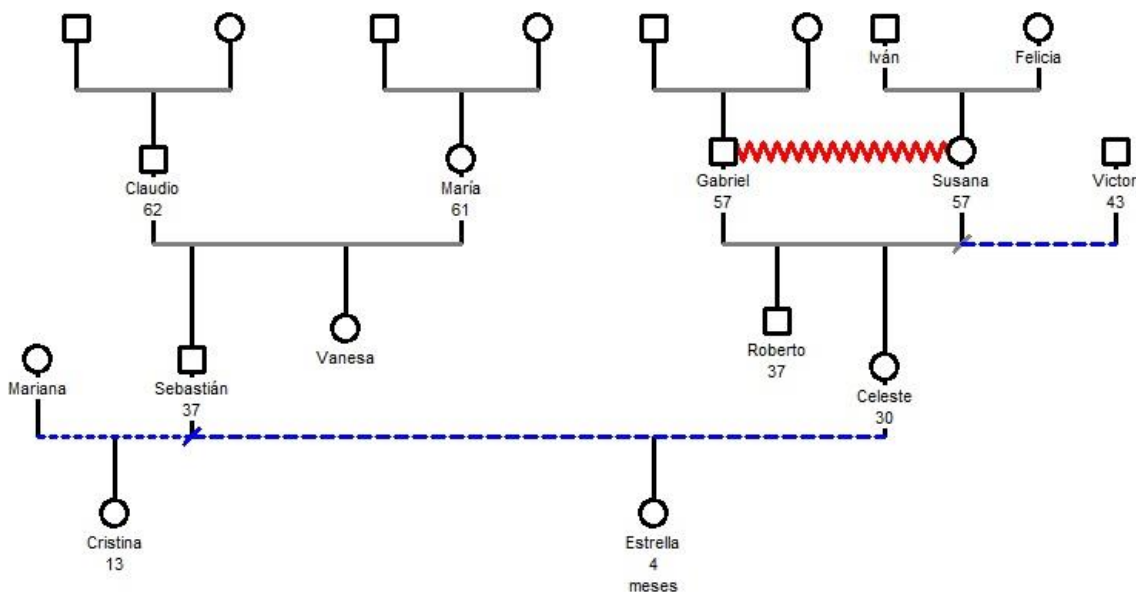 Iván
Felicia
Claudio
62
María
61
Gabriel
57
Susana
57
Victor
43
Mariana
Sebastián
37
Vanesa
Roberto
37
Celeste
30
Cristina
13
Estrella
4
meses